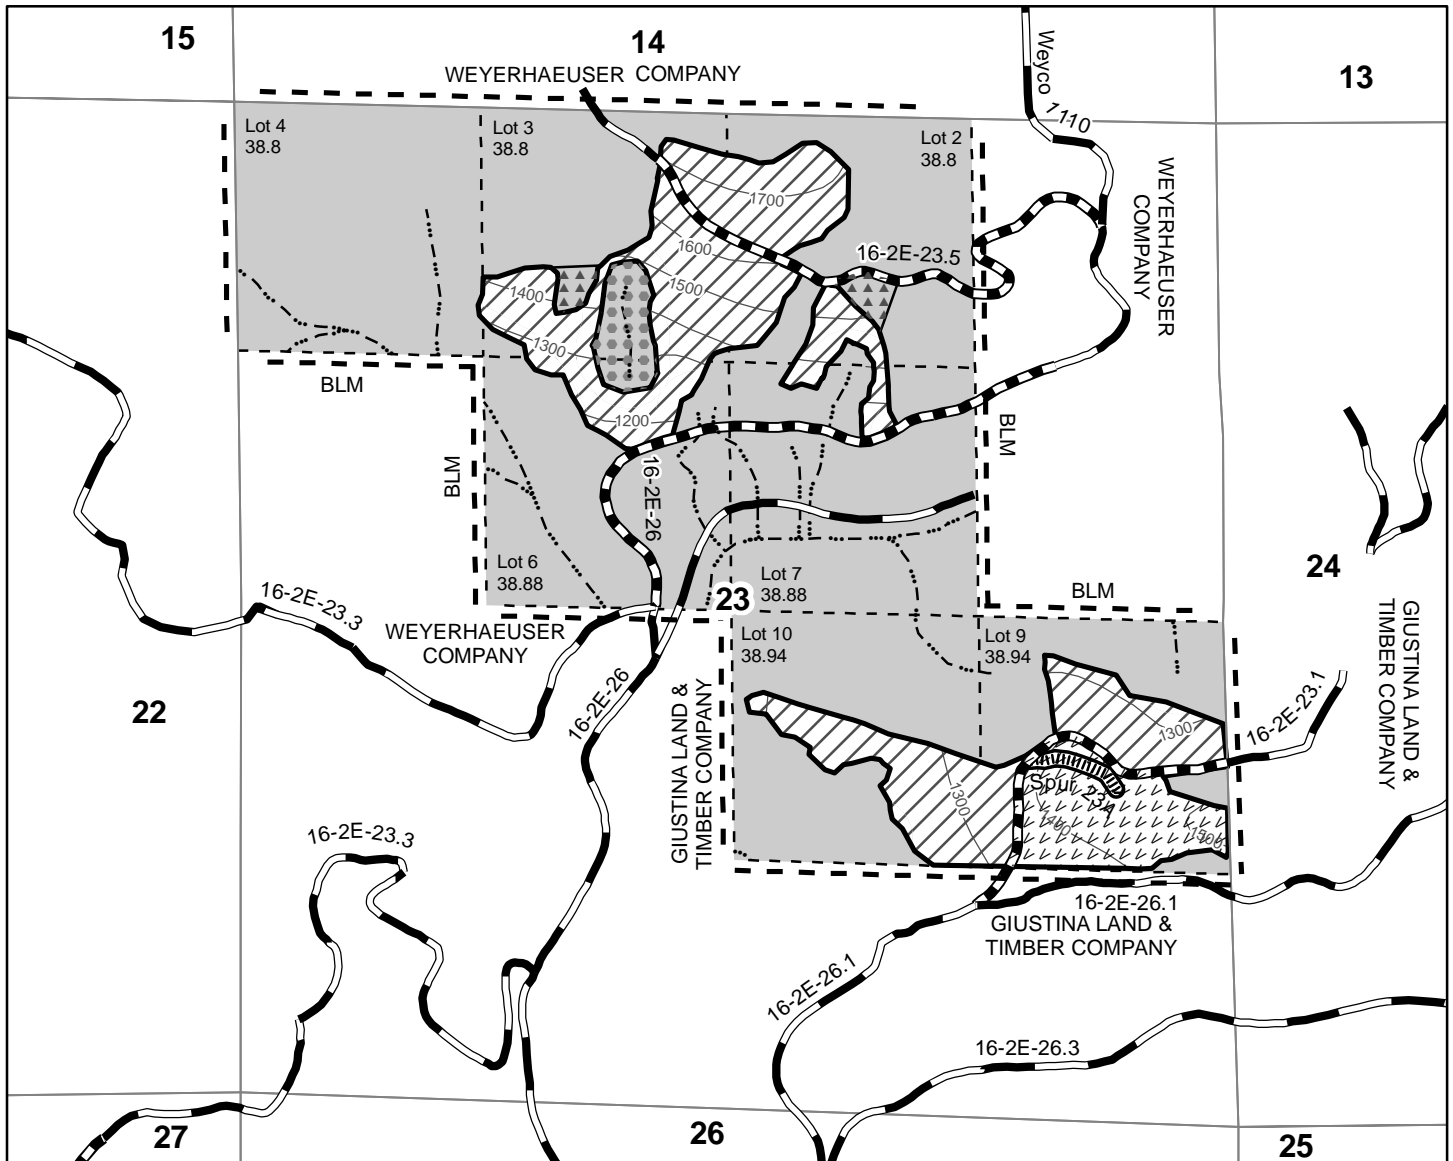 15
14
13
WEYERHAEUSER COMPANY
Weyco
1110
Lot 4
38.8
Lot 3
38.8
Lot 2
38.8
WEYERHAEUSER
COMPANY
1700
1600
1500
1400
1300
1200
16-2E-23.5
BLM
BLM
BLM
BLM
16-2E-26
Lot 6
38.88
Lot 7
38.88
23
24
22
16-2E-23.3
WEYERHAEUSER
COMPANY
Lot 10
38.94
Lot 9
38.94
GIUSTINA LAND &
TIMBER COMPANY
16-2E-26
GIUSTINA LAND &
TIMBER COMPANY
1300
16-2E-23.1
Spur 23A
1300
1400
1500
16-2E-23.3
16-2E-26.1
GIUSTINA LAND &
TIMBER COMPANY
16-2E-26.1
16-2E-26.3
27
26
25